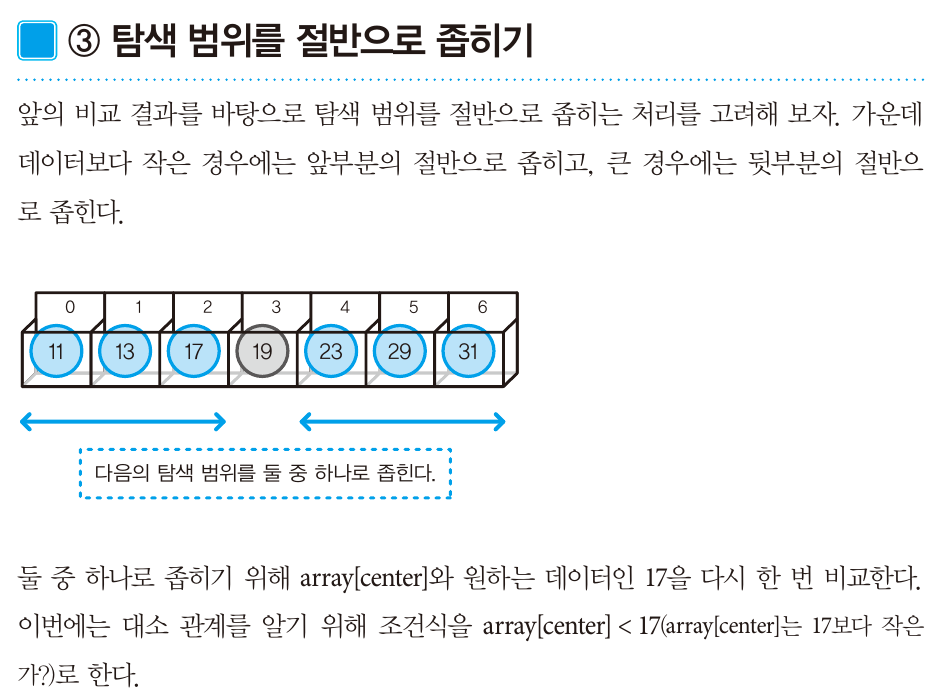 ③ 탐색 범위를 절반으로 좁히기
앞의 비교 결과를 바탕으로 탐색 범위를 절반으로 좁히는 처리를 고려해 보자. 가운데
데이터보다 작은 경우에는 앞부분의 절반으로 좁히고, 큰 경우에는 뒷부분의 절반으
로 좁힌다.
0 1 2 3 4 5 6
11 13 17 19 23 29 31
다음의 탐색 범위를 둘 중 하나로 좁힌다.
둘 중 하나로 좁히기 위해 array[center]와 원하는 데이터인 17을 다시 한 번 비교한다.
이번에는 대소 관계를 알기 위해 조건식을 array[center] < 17(array[center]는 17보다 작은
가?)로 한다.